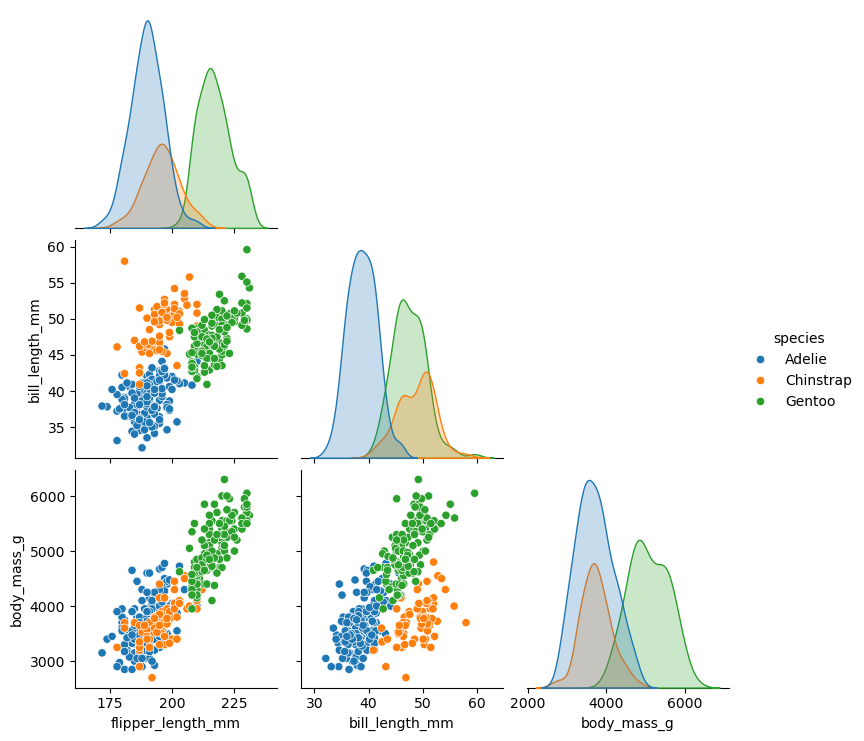 60
55
50
45
40
35
bill_length_mm
species
Adelie
Chinstrap
Gentoo
6000
5000
4000
3000
body_mass_g
175 200 225
flipper_length_mm
30 40 50 60
bill_length_mm
2000 4000 6000
body_mass_g